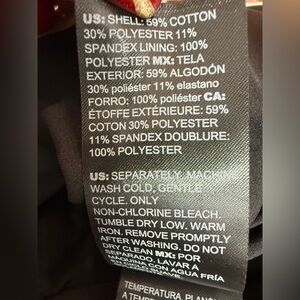 US: SHELL: 59% COTTON
30% POLYESTER 11%
SPANDEX LINING: 100%
POLYESTER MX: TELA
EXTERIOR: 59% ALGODÓN
30% poliéster 11% elastano
FORRO: 100% poliéster CA:
ÉTOFFE EXTÉRIEURE: 59%
COTON 30% POLYESTER
11% SPANDEX DOUBLURE:
100% POLYESTER
US: SEPARATELY. MACHINE
WASH COLD, GENTLE
CYCLE. ONLY
NON-CHLORINE BLEACH.
TUMBLE DRY LOW. WARM
IRON. REMOVE PROMPTLY
AFTER WASHING. DO NOT
DRY CLEAN MX: POR
SEPARADO. LAVAR A
MÁQUINA CON AGUA FRÍA
TEMPERATURA